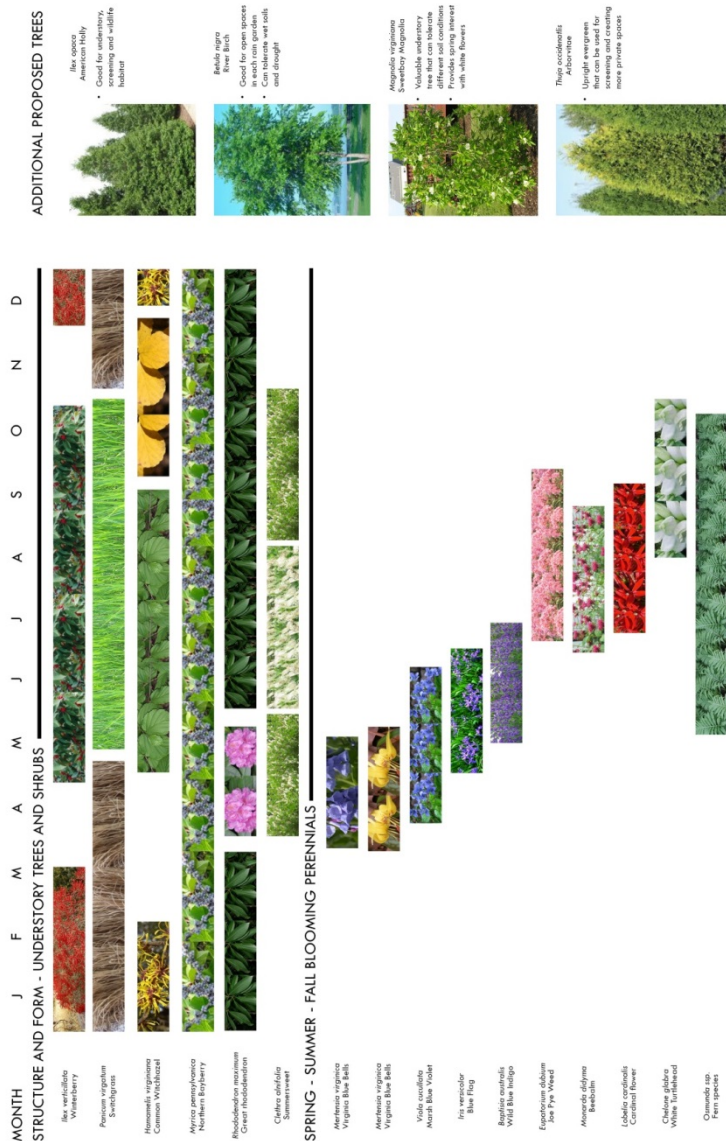 MONTH J F M A M J J A S O N D
STRUCTURE AND FORM - UNDERSTORY TREES AND SHRUBS
Ilex verticillata
Winterberry
Panicum virgatum
Switchgrass
Hamamelis virginiana
Common Witchhazel
Myrica pensylvanica
Northern Bayberry
Rhododendron maximum
Great rhododendron
Clethra alnifolia
Summersweet
SPRING - SUMMER - FALL BLOOMING PERENNIALS
Mertensia virginica
Virginia Blue Bells
Mertensia virginica
Virginia Blue Bells
Viola cucullata
Marsh Blue Violet
Iris versicolor
Blue Flag
Baptisia australis
Wild Blue Indigo
Eupatorium dubium
Joe Pye Weed
Monarda didyma
Beebalm
Lobelia cardinalis
Cardinal flower
Chelone glabra
White Turtlehead
Osmunda ssp.
Fern species
ADDITIONAL PROPOSED TREES
Ilex opaca
American Holly
• Good for understory,
screening and wildlife
habitat
Betula nigra
River Birch
• Good for open spaces
in each rain garden
• Can tolerate wet soils
and drought
Magnolia virginiana
Sweetbay Magnolia
• Valuable understory
tree that can tolerate
different soil conditions
• Provides spring interest
with white flowers
Thuja occidentatlis
Arborvitae
• Upright evergreen
that can be used for
screening and creating
more private spaces